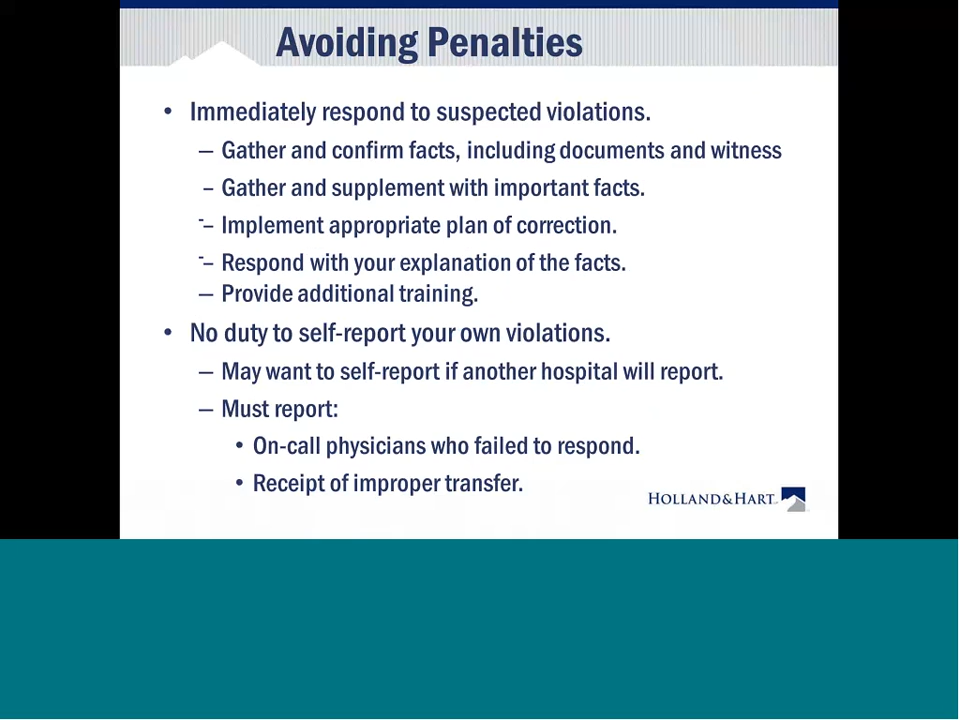 Avoiding Penalties
• Immediately respond to suspected violations.
— Gather and confirm facts, including documents and witness
– Gather and supplement with important facts.
-– Implement appropriate plan of correction.
-– Respond with your explanation of the facts.
— Provide additional training.
• No duty to self-report your own violations.
— May want to self-report if another hospital will report.
— Must report:
• On-call physicians who failed to respond.
• Receipt of improper transfer.
HOLLAND&HART